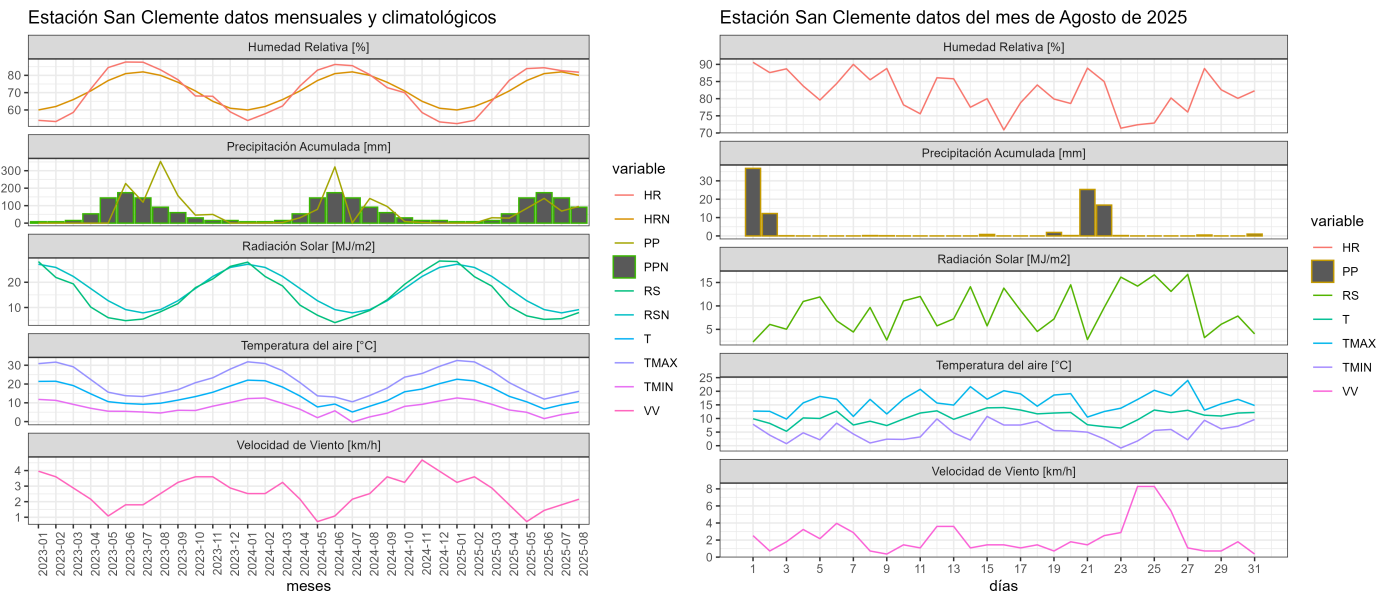 Estación San Clemente datos mensuales y climatológicos
Humedad Relativa [%]
80
70
60
Precipitación Acumulada [mm]
300
200
100
0
Radiación Solar [MJ/m2]
20
10
Temperatura del aire [°C]
30
20
10
0
Velocidad de Viento [km/h]
4
3
2
1
2023-01
2023-02
2023-03
2023-04
2023-05
2023-06
2023-07
2023-08
2023-09
2023-10
2023-11
2023-12
2024-01
2024-02
2024-03
2024-04
2024-05
2024-06
2024-07
2024-08
2024-09
2024-10
2024-11
2024-12
2025-01
2025-02
2025-03
2025-04
2025-05
2025-06
2025-07
2025-08
meses
variable
HR
HRN
PP
PPN
RS
RSN
T
TMAX
TMIN
VV
Estación San Clemente datos del mes de Agosto de 2025
Humedad Relativa [%]
90
85
80
75
70
Precipitación Acumulada [mm]
30
20
10
0
Radiación Solar [MJ/m2]
15
10
5
Temperatura del aire [°C]
25
20
15
10
5
0
Velocidad de Viento [km/h]
8
6
4
2
0
1 3 5 7 9 11 13 15 17 19 21 23 25 27 29 31
días
variable
HR
PP
RS
T
TMAX
TMIN
VV